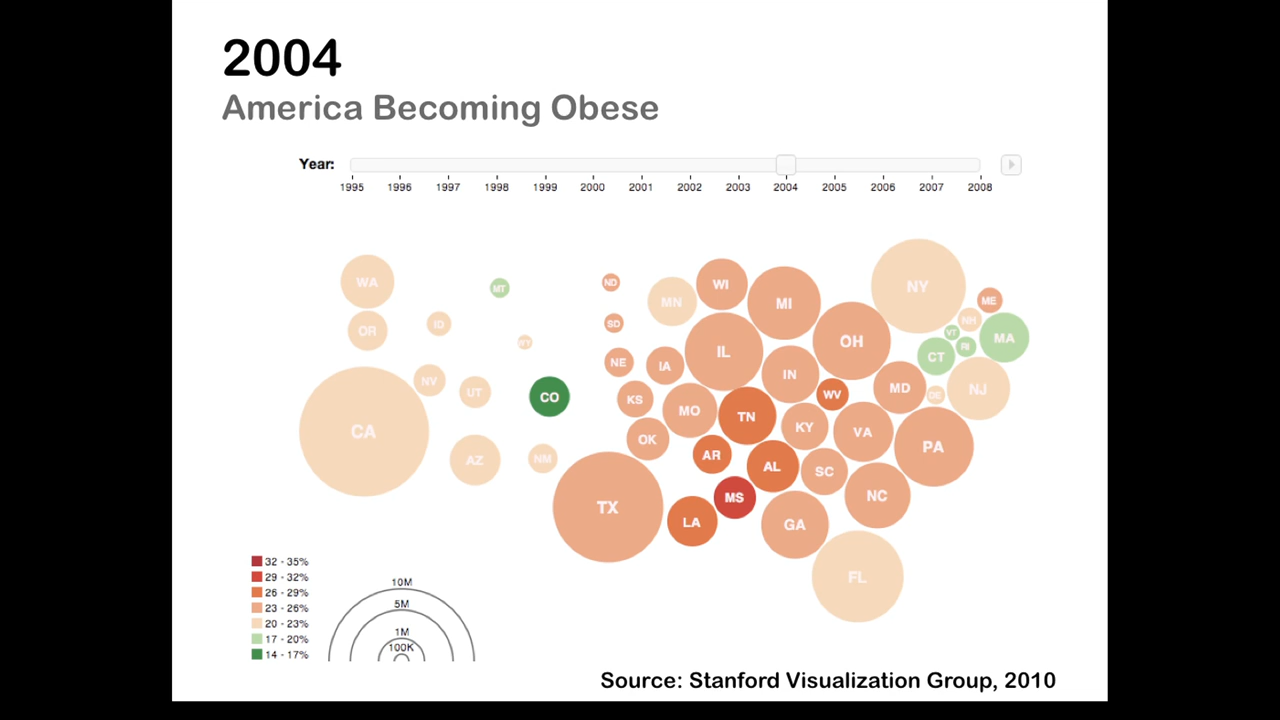 2004
America Becoming Obese
Year:
1995 1996 1997 1998 1999 2000 2001 2002 2003 2004 2005 2006 2007 2008
WA
MT
ND
MN
WI
MI
NY
ME
OR
ID
WY
SD
IL
OH
NH
VT
RI
MA
CT
NV
UT
CO
NE
IA
IN
WV
MD
DE
NJ
CA
KS
MO
TN
KY
VA
PA
AZ
NM
OK
AR
AL
SC
NC
TX
LA
MS
GA
FL
32 - 35%
29 - 32%
26 - 29%
23 - 26%
20 - 23%
17 - 20%
14 - 17%
10M
5M
1M
100K
Source: Stanford Visualization Group, 2010